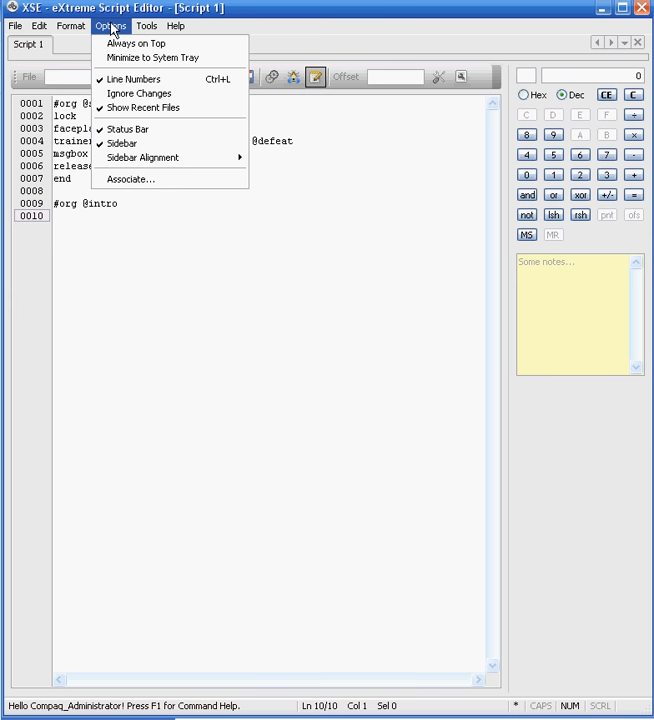 XSE - eXtreme Script Editor - [Script 1]
File Edit Format Options Tools Help
Script 1
Always on Top
Minimize to Sytem Tray
Line Numbers Ctrl+L
Ignore Changes
Show Recent Files
Status Bar
Sidebar
Sidebar Alignment
Associate...
File
Offset
0001 #org
0002 lock
0003
0004 @defeat
0005 msgbox
0006
0007 end
0008
0009 #org @intro
0010
0
Hex Dec CE C
C D E F ÷
8 9 A B x
4 5 6 7 -
0 1 2 3 +
and or xor +/- =
not lsh rsh pnt ofs
MS MR
Some notes...
Hello Compaq_Administrator! Press F1 for Command Help.
Ln 10/10 Col 1 Sel 0
* CAPS NUM SCRL